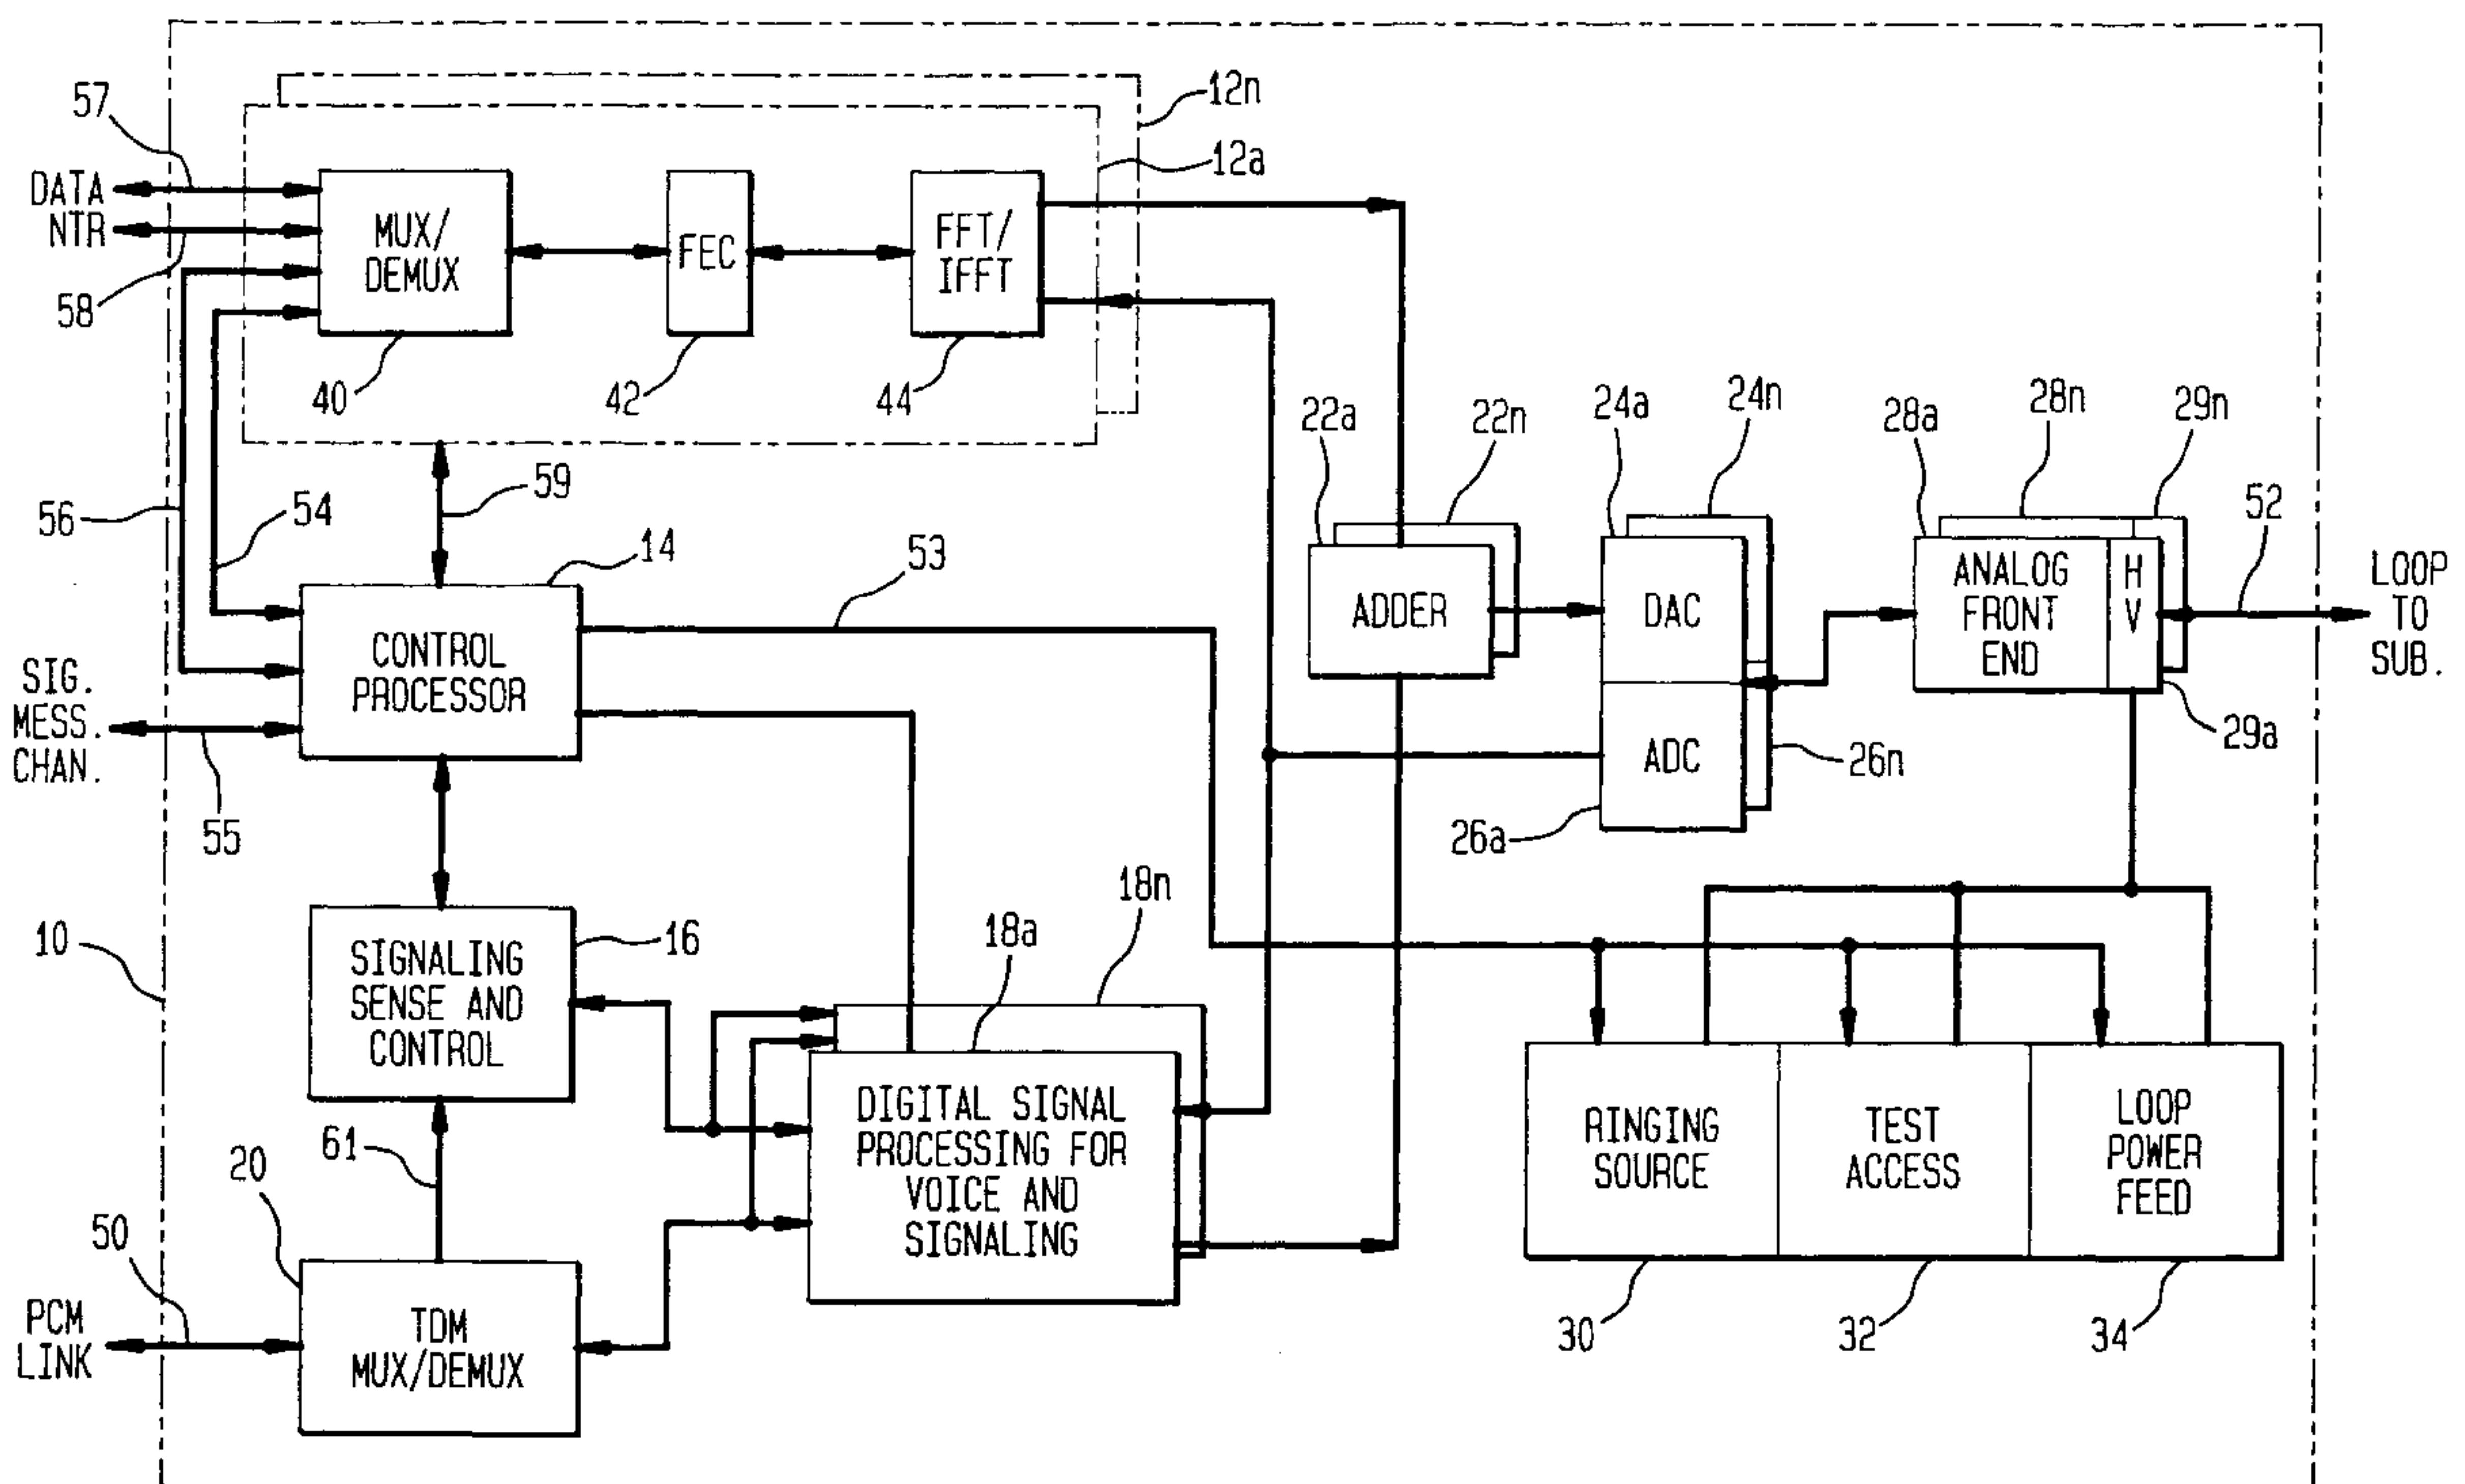 57
12n
12a
DATA
NTR
MUX/
DEMUX
FEC
FFT/
IFFT
58
40
42
44
22a
22n
24a
24n
28a
28n
29n
59
56
54
14
53
52
ADDER
DAC
ADC
ANALOG
FRONT
END
H
V
LOOP
TO
SUB.
CONTROL
PROCESSOR
SIG.
MESS.
CHAN.
55
29a
26n
26a
18n
18a
10
16
SIGNALING
SENSE AND
CONTROL
61
20
50
DIGITAL SIGNAL
PROCESSING FOR
VOICE AND
SIGNALING
RINGING
SOURCE
TEST
ACCESS
LOOP
POWER
FEED
PCM
LINK
TDM
MUX/DEMUX
30
32
34